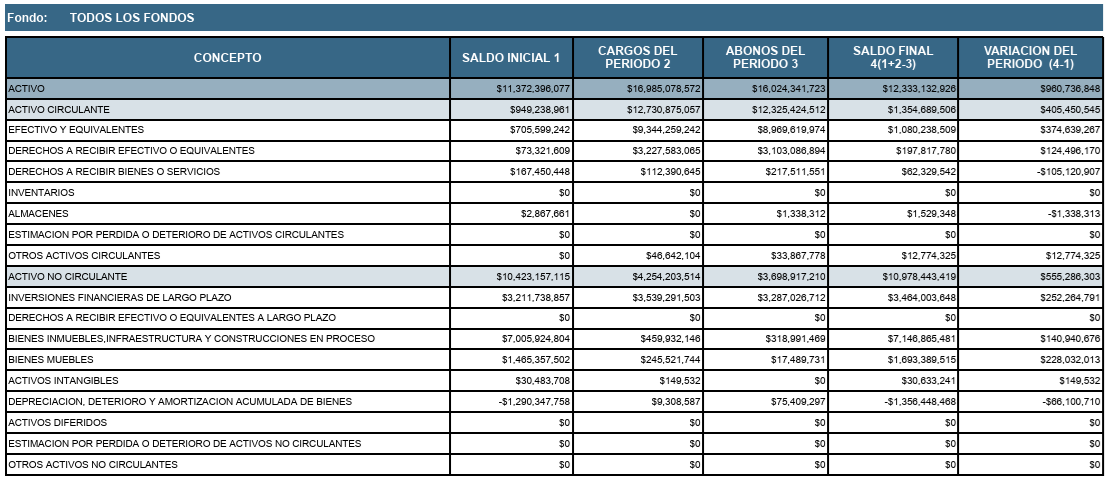 Fondo: TODOS LOS FONDOS
CONCEPTO SALDO INICIAL 1 CARGOS DEL PERIODO 2 ABONOS DEL PERIODO 3 SALDO FINAL 4(1+2-3) VARIACION DEL PERIODO (4-1)
ACTIVO $11,372,396,077 $16,985,078,572 $16,024,341,723 $12,333,132,926 $960,736,848
ACTIVO CIRCULANTE $949,238,961 $12,730,875,057 $12,325,424,512 $1,354,689,506 $405,450,545
EFECTIVO Y EQUIVALENTES $705,599,242 $9,344,259,242 $8,969,619,974 $1,080,238,509 $374,639,267
DERECHOS A RECIBIR EFECTIVO O EQUIVALENTES $73,321,609 $3,227,583,065 $3,103,086,894 $197,817,780 $124,496,170
DERECHOS A RECIBIR BIENES O SERVICIOS $167,450,448 $112,390,645 $217,511,551 $62,329,542 -$105,120,907
INVENTARIOS $0 $0 $0 $0 $0
ALMACENES $2,867,661 $0 $1,338,312 $1,529,348 -$1,338,313
ESTIMACION POR PERDIDA O DETERIORO DE ACTIVOS CIRCULANTES $0 $0 $0 $0 $0
OTROS ACTIVOS CIRCULANTES $0 $46,642,104 $33,867,778 $12,774,325 $12,774,325
ACTIVO NO CIRCULANTE $10,423,157,115 $4,254,203,514 $3,698,917,210 $10,978,443,419 $555,286,303
INVERSIONES FINANCIERAS DE LARGO PLAZO $3,211,738,857 $3,539,291,503 $3,287,026,712 $3,464,003,648 $252,264,791
DERECHOS A RECIBIR EFECTIVO O EQUIVALENTES A LARGO PLAZO $0 $0 $0 $0 $0
BIENES INMUEBLES,INFRAESTRUCTURA Y CONSTRUCCIONES EN PROCESO $7,005,924,804 $459,932,146 $318,991,469 $7,146,865,481 $140,940,676
BIENES MUEBLES $1,465,357,502 $245,521,744 $17,489,731 $1,693,389,515 $228,032,013
ACTIVOS INTANGIBLES $30,483,708 $149,532 $0 $30,633,241 $149,532
DEPRECIACION, DETERIORO Y AMORTIZACION ACUMULADA DE BIENES -$1,290,347,758 $9,308,587 $75,409,297 -$1,356,448,468 -$66,100,710
ACTIVOS DIFERIDOS $0 $0 $0 $0 $0
ESTIMACION POR PERDIDA O DETERIORO DE ACTIVOS NO CIRCULANTES $0 $0 $0 $0 $0
OTROS ACTIVOS NO CIRCULANTES $0 $0 $0 $0 $0